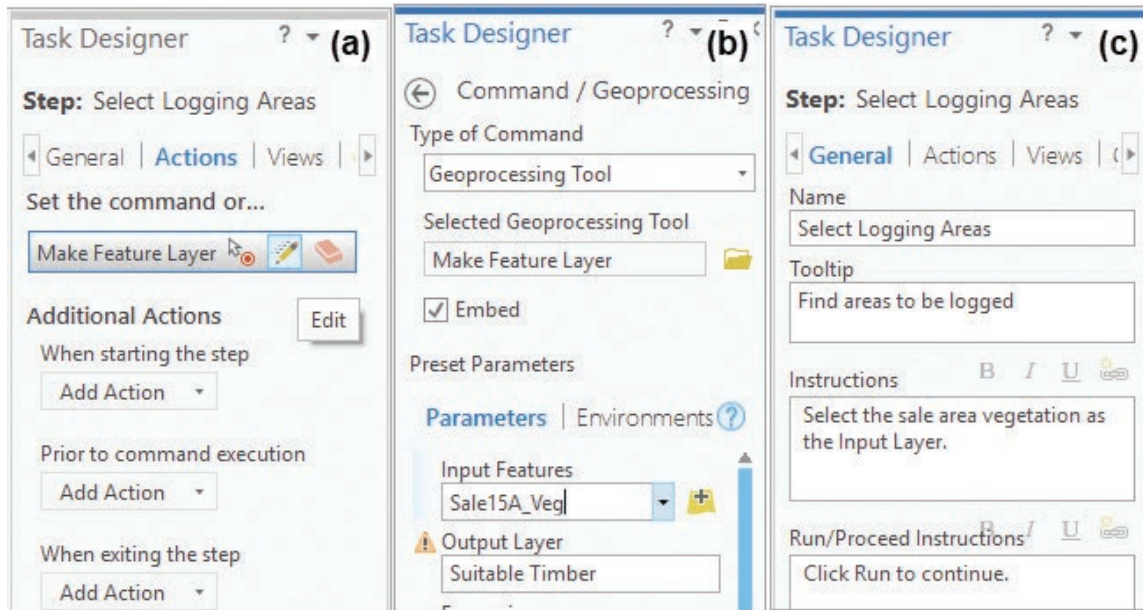 Task Designer ? (a)
Step: Select Logging Areas
General | Actions | Views |
Set the command or...
Make Feature Layer
Additional Actions
Edit
When starting the step
Add Action
Prior to command execution
Add Action
When exiting the step
Add Action
Task Designer ? (b)
Command / Geoprocessing
Type of Command
Geoprocessing Tool
Selected Geoprocessing Tool
Make Feature Layer
Embed
Preset Parameters
Parameters | Environments ?
Input Features
Sale15A_Veg
Output Layer
Suitable Timber
Task Designer ? (c)
Step: Select Logging Areas
General | Actions | Views |
Name
Select Logging Areas
Tooltip
Find areas to be logged
Instructions B I U
Select the sale area vegetation as
the Input Layer.
Run/Proceed Instructions B I U
Click Run to continue.